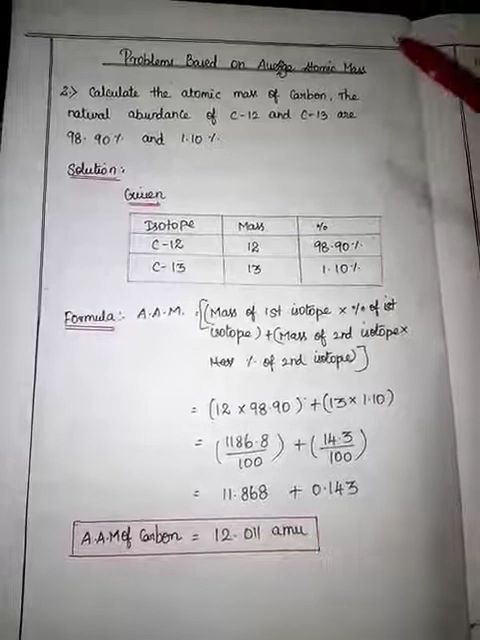 Problems Based on Average Atomic Mass
2.> Calculate the atomic mass of Carbon, The
natural abundance of C-12 and C-13 are
98.90% and 1.10%.
Solution:-
Given
Isotope Mass %
C-12 12 98.90%
C-13 13 1.10%
Formula:- A.A.M. = [(Mass of 1st isotope x % of 1st
isotope) + (Mass of 2nd isotope x
% of 2nd isotope)]
= (12 x 98.90) + (13 x 1.10)
= (1186.8/100) + (14.3/100)
= 11.868 + 0.143
A.A.M of Carbon = 12.011 amu